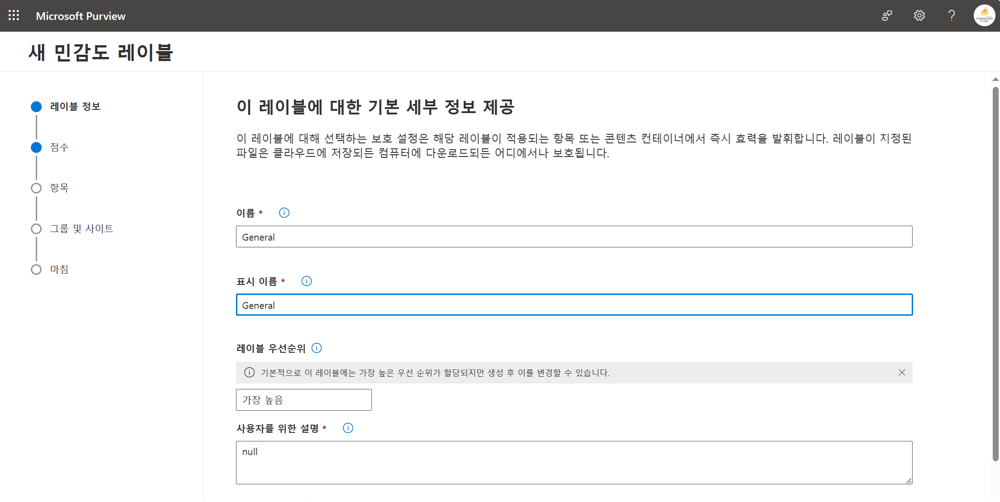 Microsoft Purview
Cheesecake
Studio
새 민감도 레이블
레이블 정보
점수
항목
그룹 및 사이트
마침
이 레이블에 대한 기본 세부 정보 제공
이 레이블에 대해 선택하는 보호 설정은 해당 레이블이 적용되는 항목 또는 콘텐츠 컨테이너에서 즉시 효력을 발휘합니다. 레이블이 지정된
파일은 클라우드에 저장되든 컴퓨터에 다운로드되든 어디에서나 보호됩니다.
이름 *
General
표시 이름 *
General
레이블 우선순위
기본적으로 이 레이블에는 가장 높은 우선 순위가 할당되지만 생성 후 이를 변경할 수 있습니다.
가장 높음
사용자를 위한 설명 *
null